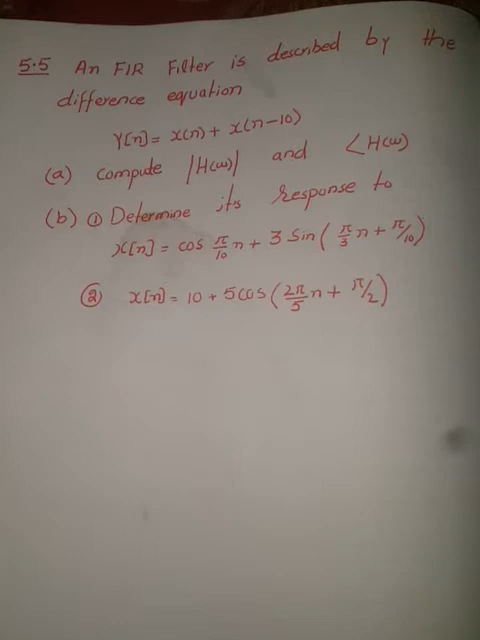 5.5 An FIR Filter is described by the
difference equation
Y[n] = x(n) + x(n-10)
(a) compute |H(ω)| and ∠H(ω)
(b) ① Determine its response to
x[n] = cos π/10 n + 3 sin (π/3 n + π/10)
② x[n] = 10 + 5cos (2π/5 n + π/2)